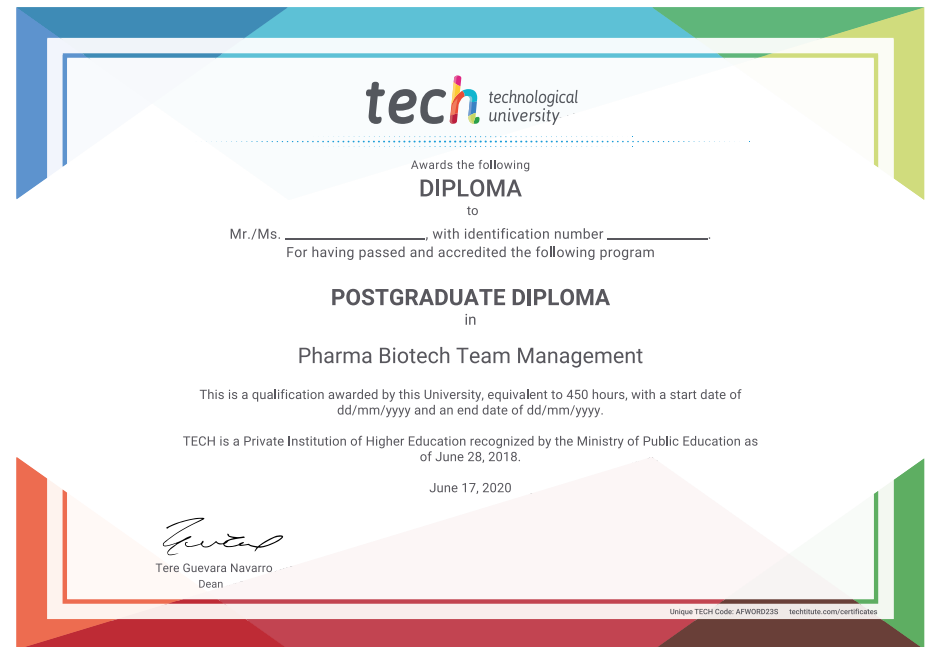 tech technological
university
Awards the following
DIPLOMA
to
Mr./Ms. ____________________, with identification number ______________.
For having passed and accredited the following program
POSTGRADUATE DIPLOMA
in
Pharma Biotech Team Management
This is a qualification awarded by this University, equivalent to 450 hours, with a start date of
dd/mm/yyyy and an end date of dd/mm/yyyy.
TECH is a Private Institution of Higher Education recognized by the Ministry of Public Education as
of June 28, 2018.
June 17, 2020
Tere Guevara Navarro
Dean
Unique TECH Code: AFWORD23S techtitute.com/certificates